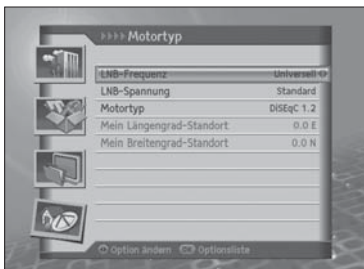 Motortyp
LNB-Frequenz Universell
LNB-Spannung Standard
Motortyp DiSEqC 1.2
Mein Längengrad-Standort 0.0 E
Mein Breitengrad-Standort 0.0 N
Option ändern OK Optionsliste